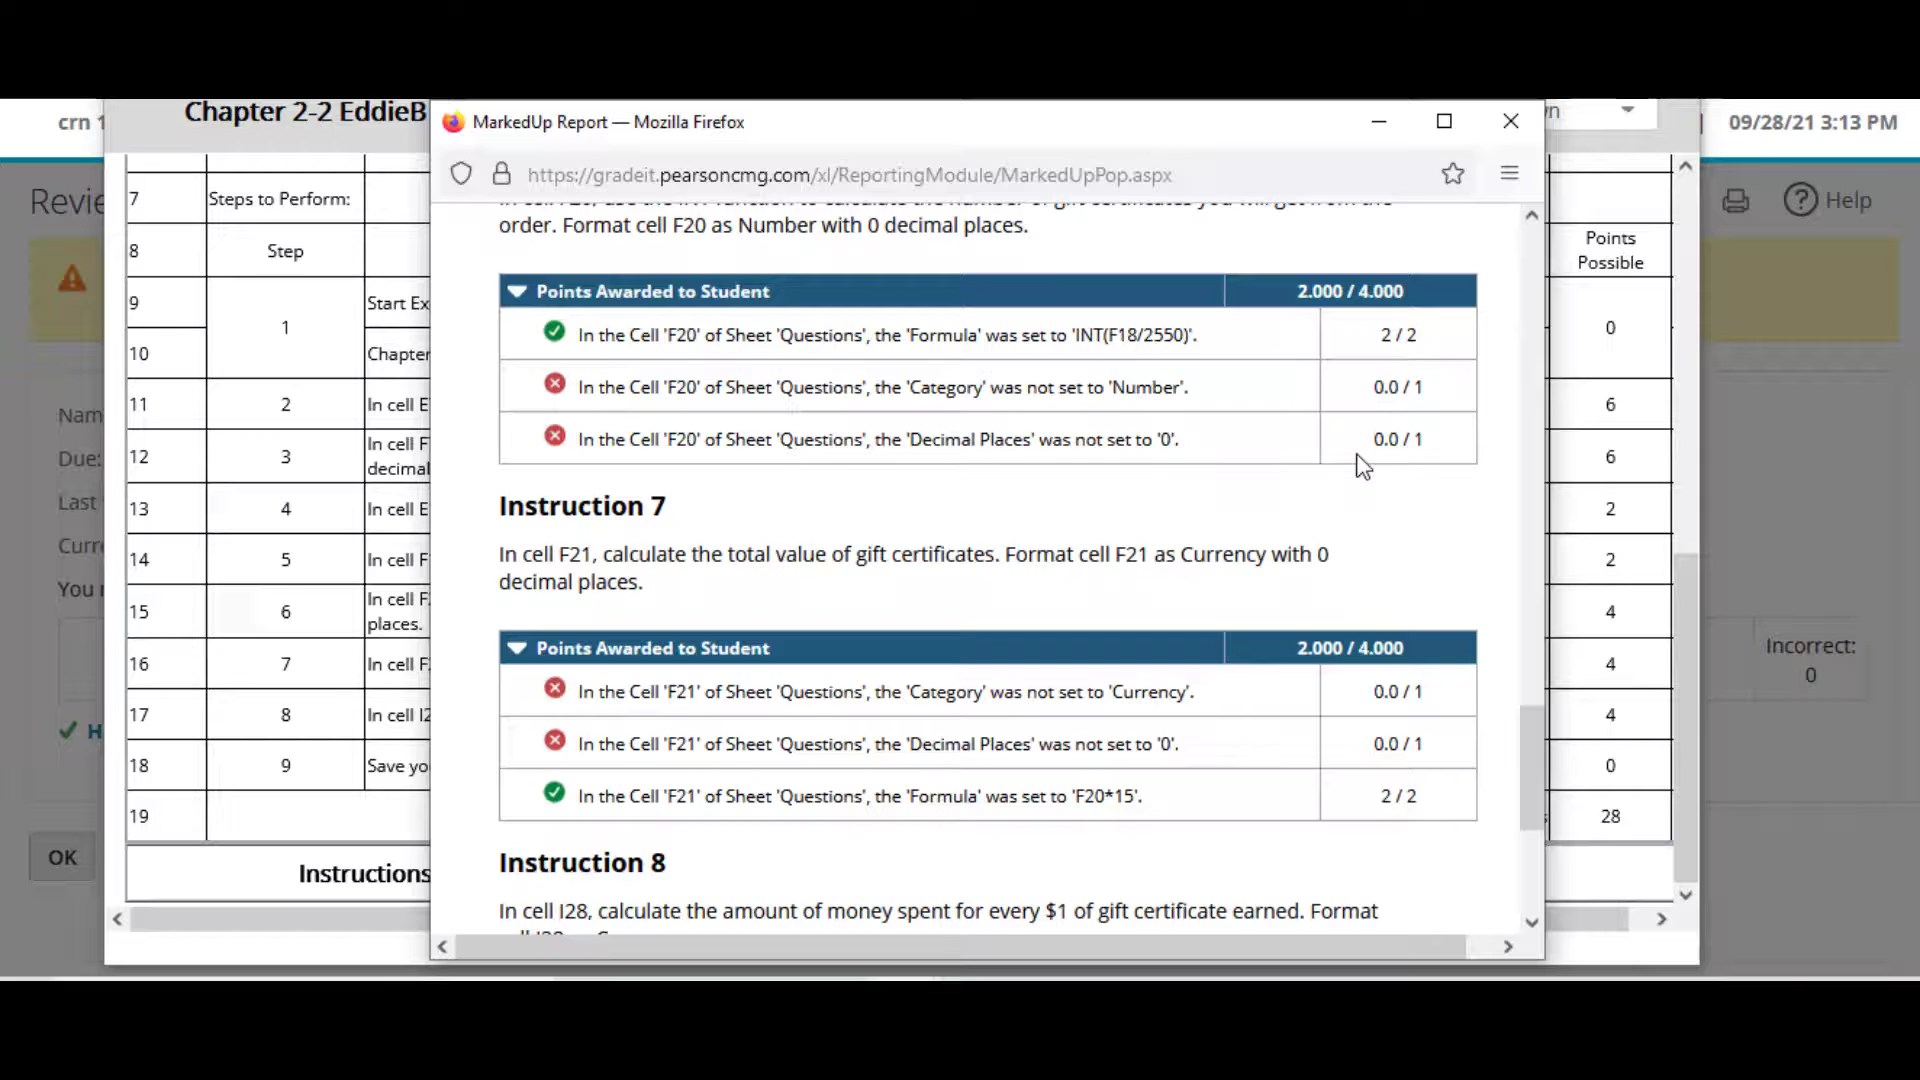 Chapter 2-2 EddieB
crn 1
MarkedUp Report — Mozilla Firefox
09/28/21 3:13 PM
https://gradeit.pearsoncmg.com/xl/ReportingModule/MarkedUpPop.aspx
Help
order. Format cell F20 as Number with 0 decimal places.
Points Awarded to Student 2.000 / 4.000
In the Cell 'F20' of Sheet 'Questions', the 'Formula' was set to 'INT(F18/2550)'. 2 / 2
In the Cell 'F20' of Sheet 'Questions', the 'Category' was not set to 'Number'. 0.0 / 1
In the Cell 'F20' of Sheet 'Questions', the 'Decimal Places' was not set to '0'. 0.0 / 1
Instruction 7
In cell F21, calculate the total value of gift certificates. Format cell F21 as Currency with 0
decimal places.
Points Awarded to Student 2.000 / 4.000
In the Cell 'F21' of Sheet 'Questions', the 'Category' was not set to 'Currency'. 0.0 / 1
In the Cell 'F21' of Sheet 'Questions', the 'Decimal Places' was not set to '0'. 0.0 / 1
In the Cell 'F21' of Sheet 'Questions', the 'Formula' was set to 'F20*15'. 2 / 2
Instruction 8
In cell I28, calculate the amount of money spent for every $1 of gift certificate earned. Format
7 Steps to Perform:
8 Step Points
Possible
9 1 Start Ex 0
10 Chapter
11 2 In cell E 6
12 3 In cell F 6
decimal
13 4 In cell E 2
14 5 In cell F 2
15 6 In cell F 4
places.
16 7 In cell F 4
17 8 In cell I2 4
18 9 Save yo 0
19 28
Instructions
Due:
Last
You
Incorrect:
0
OK